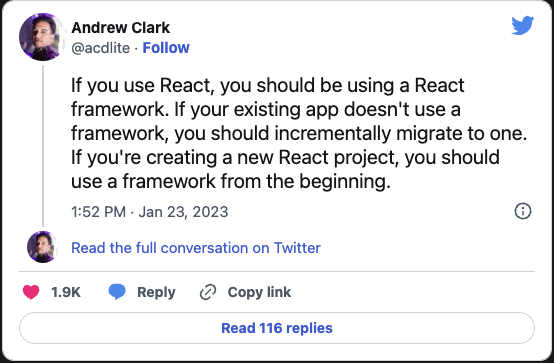 Andrew Clark
@acdlite · Follow
If you use React, you should be using a React
framework. If your existing app doesn't use a
framework, you should incrementally migrate to one.
If you're creating a new React project, you should
use a framework from the beginning.
1:52 PM · Jan 23, 2023
Read the full conversation on Twitter
1.9K Reply Copy link
Read 116 replies